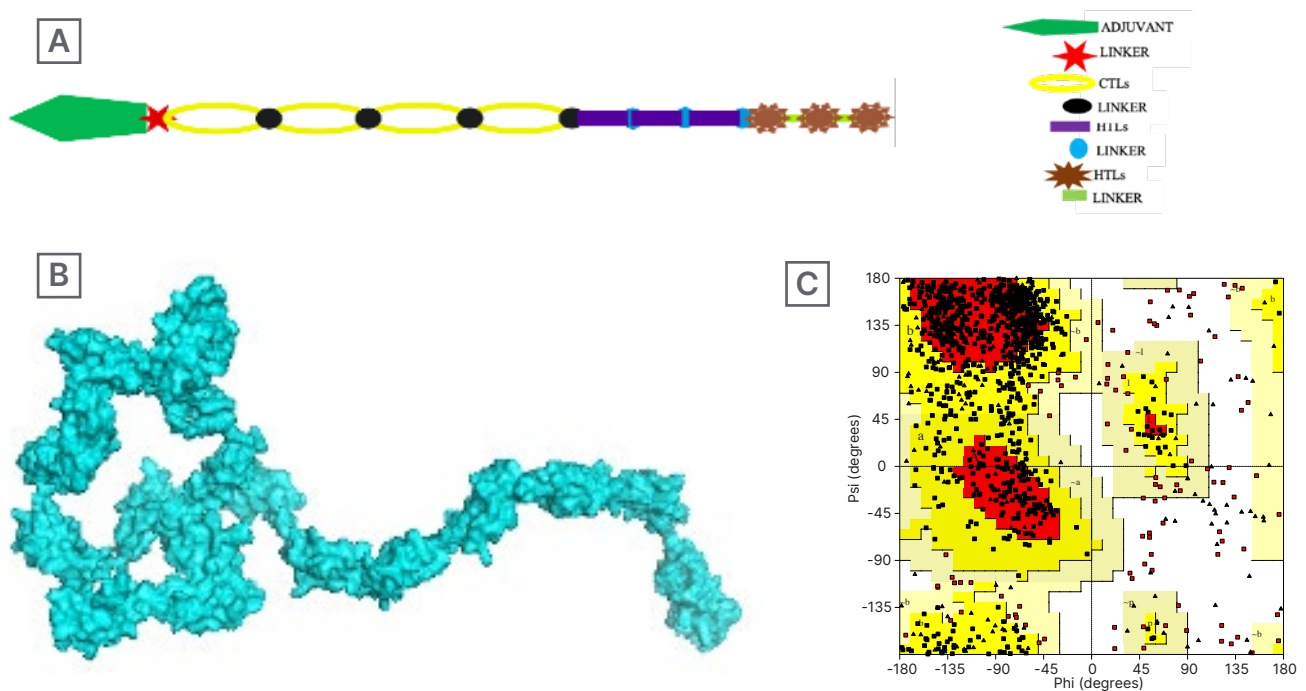 A
ADJUVANT
LINKER
CTLs
LINKER
HTLs
LINKER
HTLs
LINKER
B
C
180
135
90
45
0
-45
-90
-135
-180
-135
-90
-45
0
45
90
135
180
Psi (degrees)
Phi (degrees)
b
~b
~b
b
~l
l
a
~a
~b
~p
p
~b